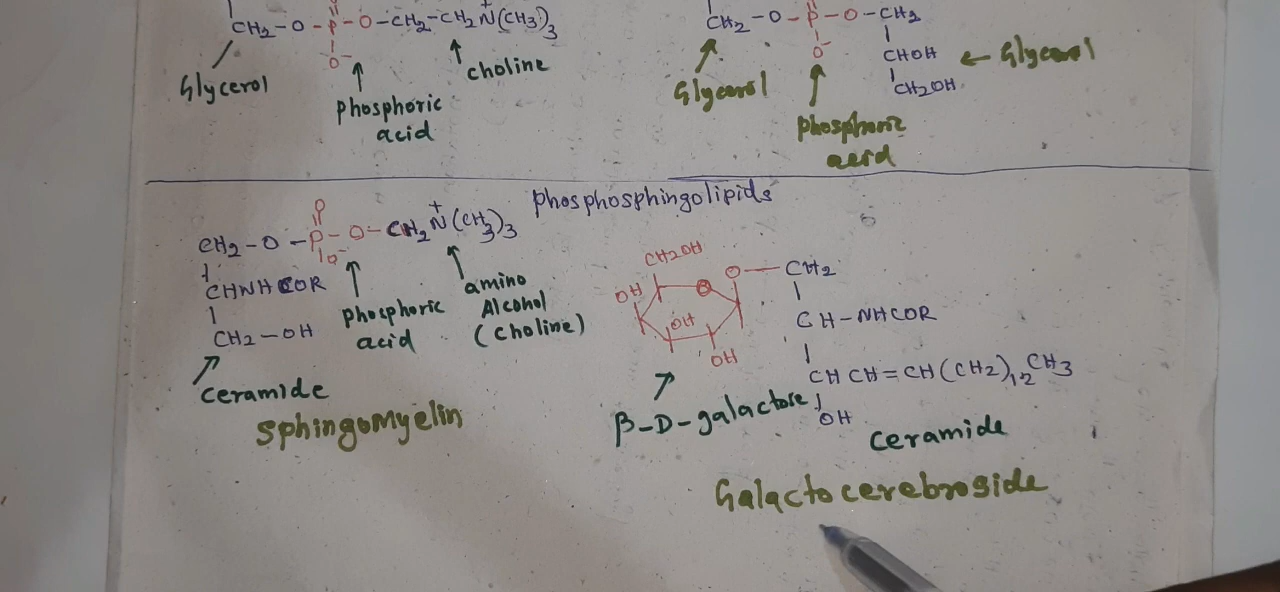 CH2-O-P-O-CH2-CH2N(CH3)3
+
O-
Glycerol
phosphoric
acid
choline
CH2-O-P-O-CH2
O-
CHOH
CH2OH
Glycerol
Glycerol
phosphoric
acid
phosphosphingolipids
O
CH2-O-P-O-CH2N(CH3)3
+
O-
CHNHCOR
CH2-OH
phosphoric
acid
amino
Alcohol
(choline)
ceramide
Sphingomyelin
CH2OH
OH
O
O-CH2
OH
OH
CH-NHCOR
CHCH=CH(CH2)12CH3
OH
β-D-galactose
ceramide
Galactocerebroside